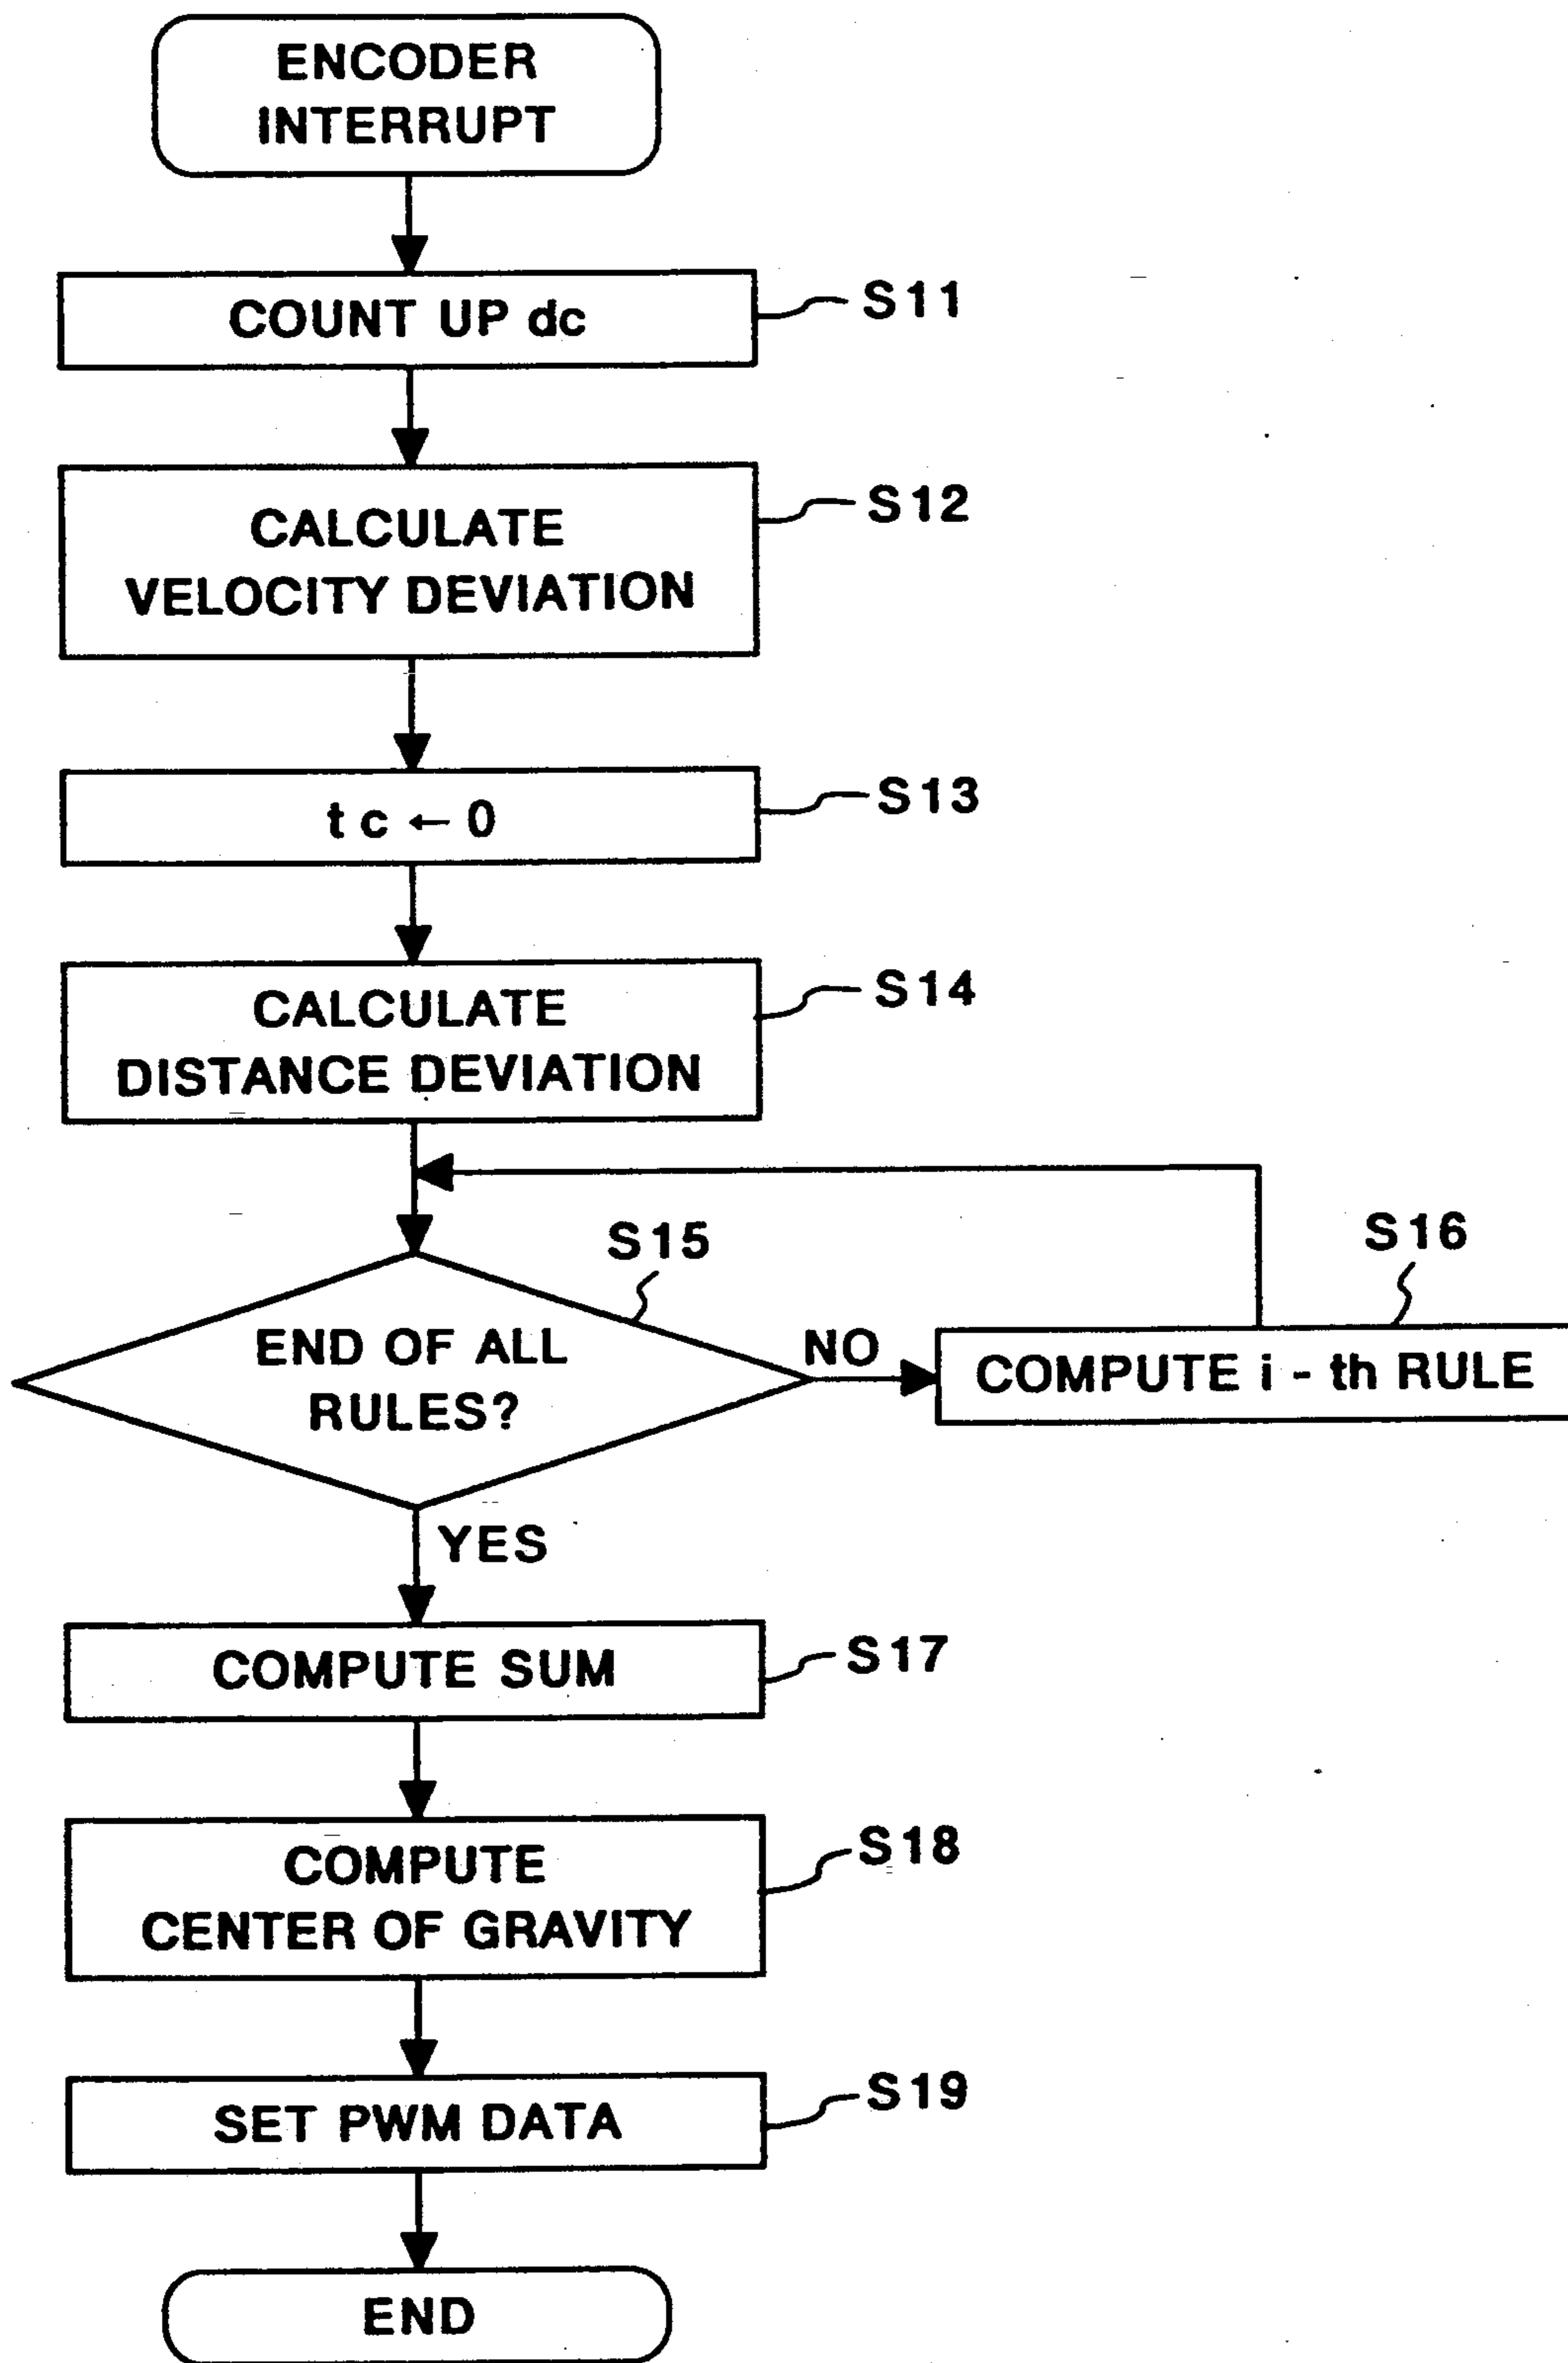 ENCODER
INTERRUPT
COUNT UP dc
S11
CALCULATE
VELOCITY DEVIATION
S12
tc ← 0
S13
CALCULATE
DISTANCE DEVIATION
S14
END OF ALL
RULES?
S15
NO
COMPUTE i - th RULE
S16
YES
COMPUTE SUM
S17
COMPUTE
CENTER OF GRAVITY
S18
SET PWM DATA
S19
END